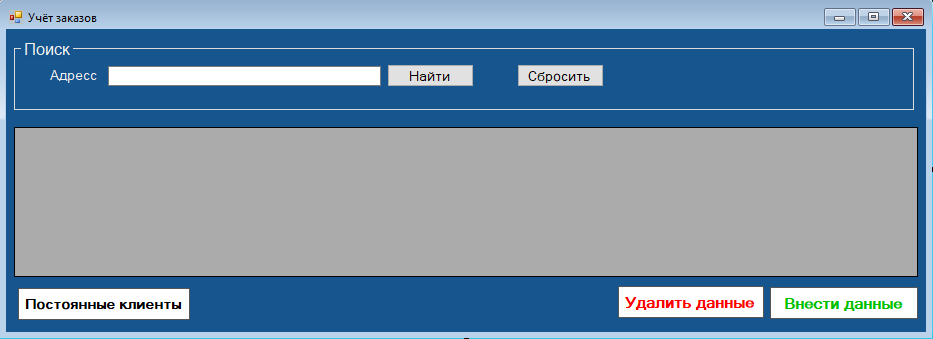 Учёт заказов
Поиск
Адресс Найти Сбросить
Постоянные клиенты Удалить данные Внести данные